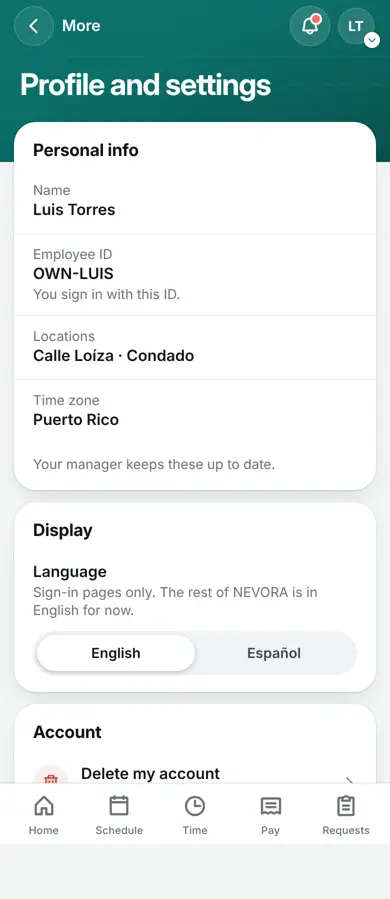 More
LT
Profile and settings
Personal info
Name
Luis Torres
Employee ID
OWN-LUIS
You sign in with this ID.
Locations
Calle Loíza · Condado
Time zone
Puerto Rico
Your manager keeps these up to date.
Display
Language
Sign-in pages only. The rest of NEVORA is in
English for now.
English
Español
Account
Delete my account
Home
Schedule
Time
Pay
Requests